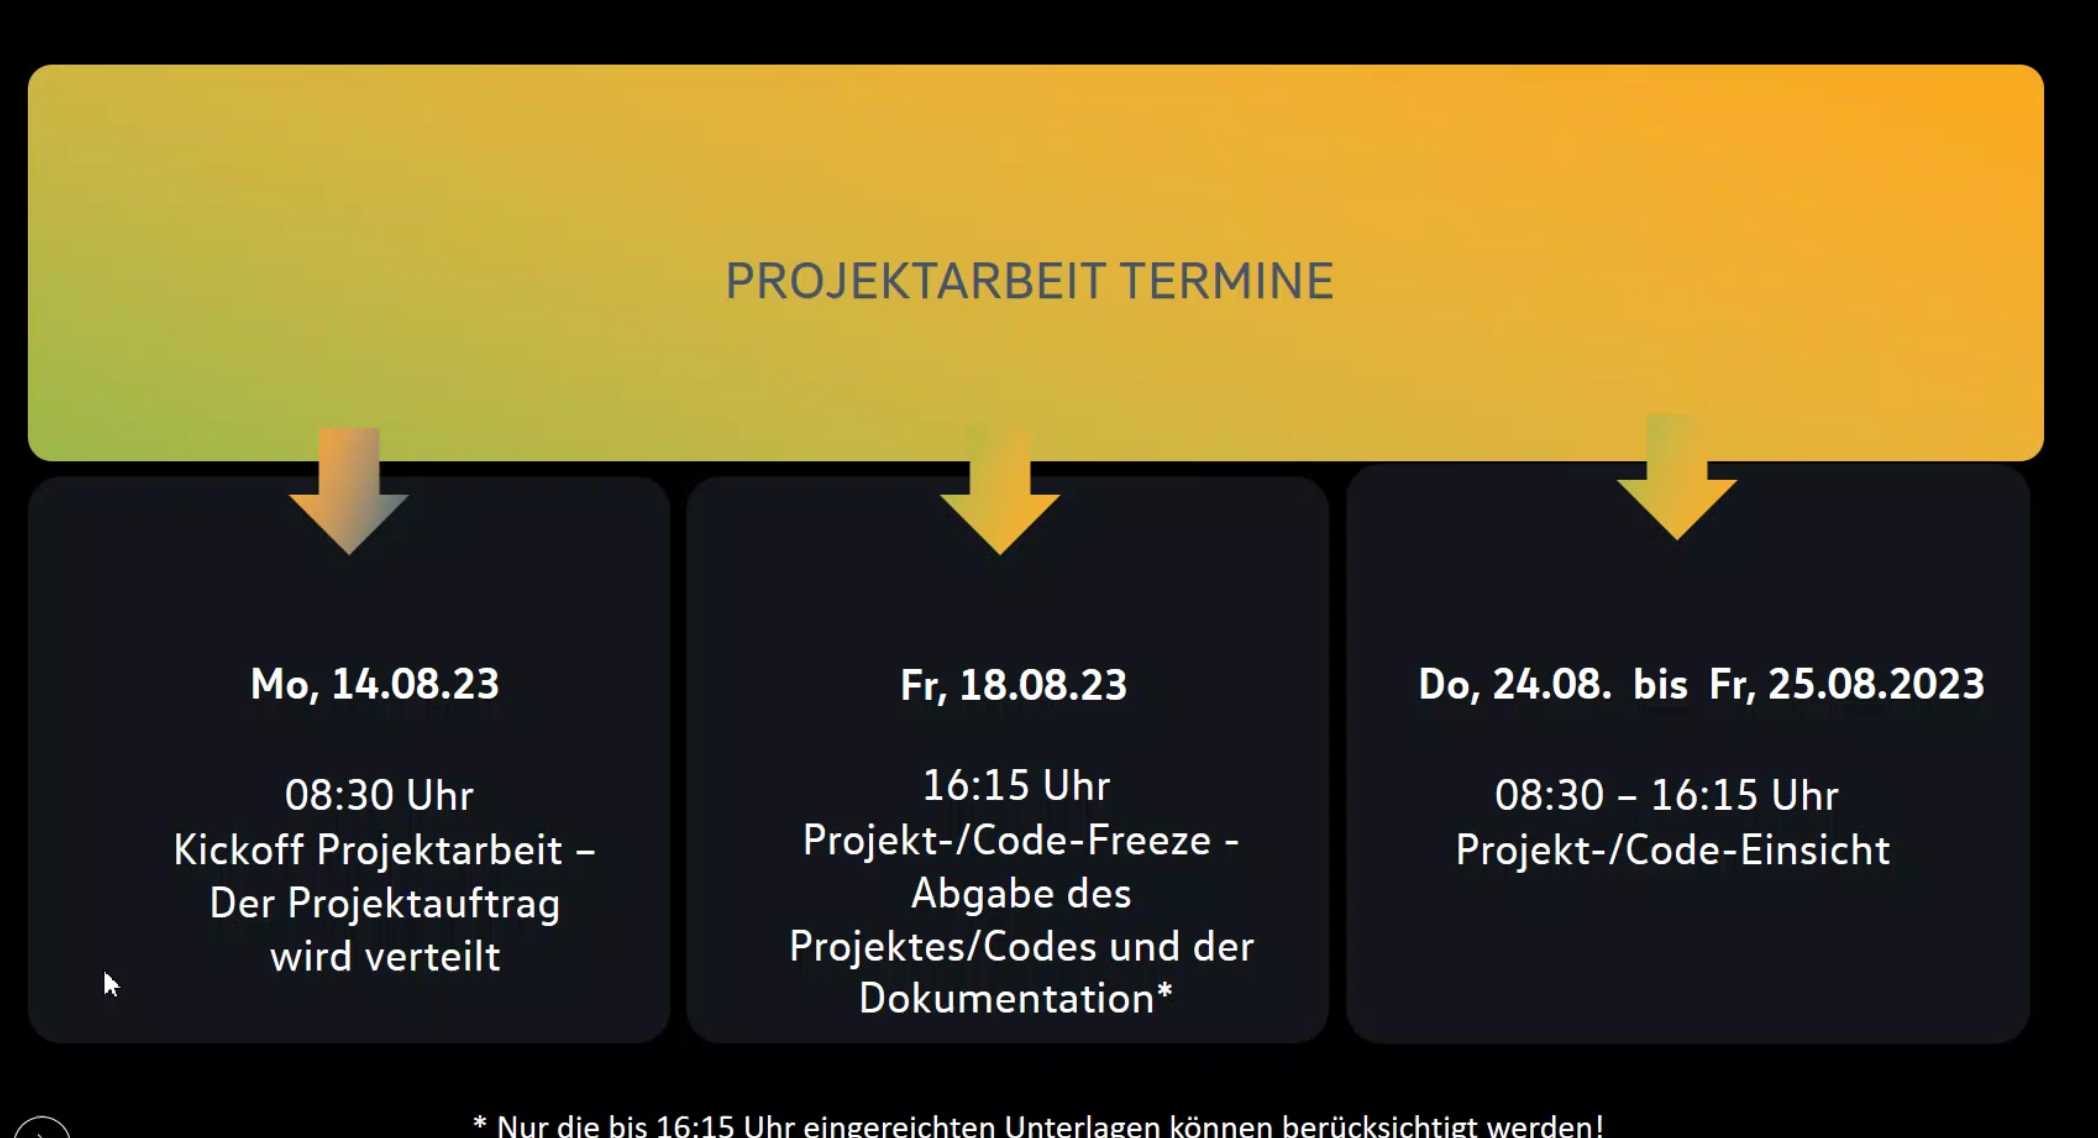 PROJEKTARBEIT TERMINE
Mo, 14.08.23
08:30 Uhr
Kickoff Projektarbeit –
Der Projektauftrag
wird verteilt
Fr, 18.08.23
16:15 Uhr
Projekt-/Code-Freeze -
Abgabe des
Projektes/Codes und der
Dokumentation*
Do, 24.08. bis Fr, 25.08.2023
08:30 – 16:15 Uhr
Projekt-/Code-Einsicht
* Nur die bis 16:15 Uhr eingereichten Unterlagen können berücksichtigt werden!